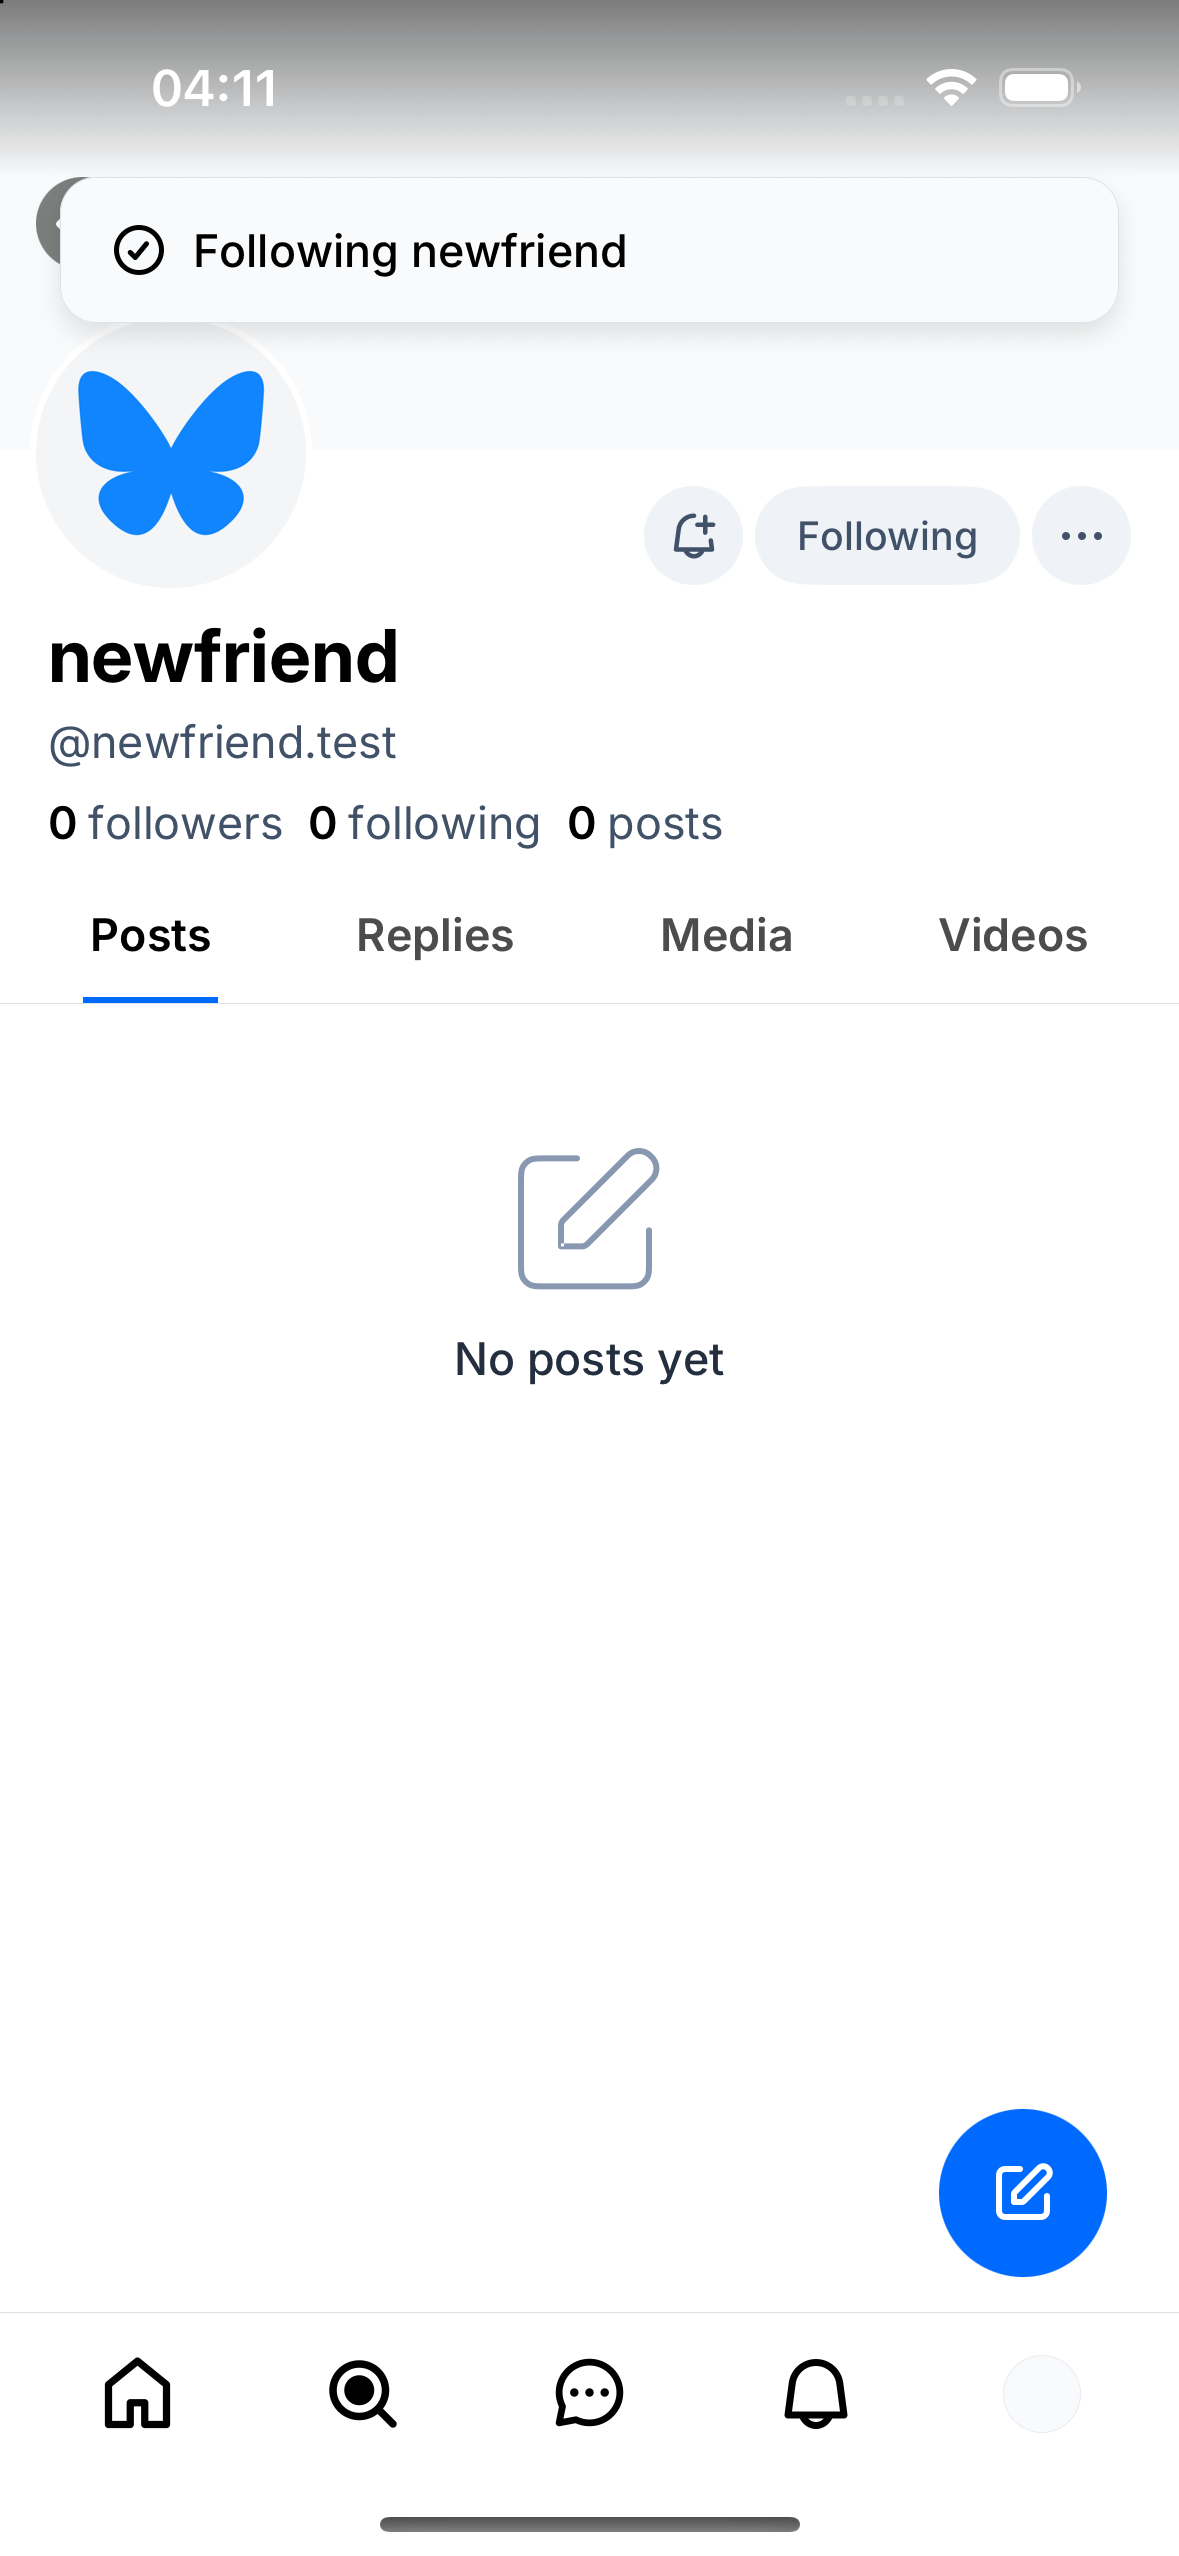 04:11
Following newfriend
Following
newfriend
@newfriend.test
0 followers 0 following 0 posts
Posts Replies Media Videos
No posts yet